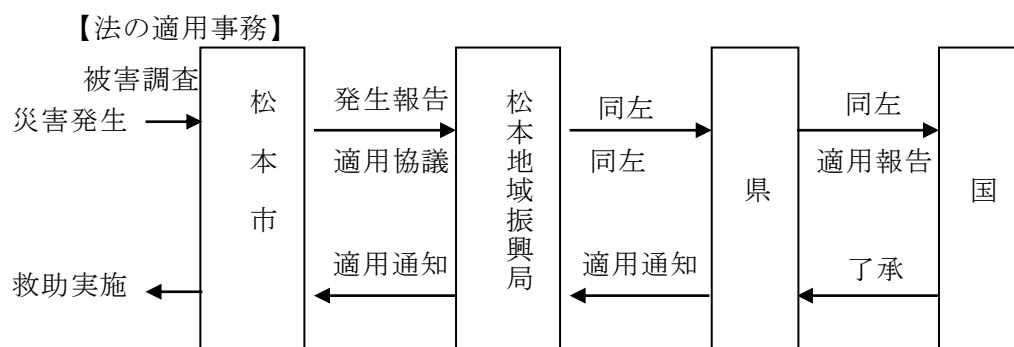 【法の適用事務】
被害調査
災害発生
松本市
発生報告
適用協議
松本地域振興局
同左
同左
県
同左
適用報告
国
救助実施
適用通知
適用通知
了承